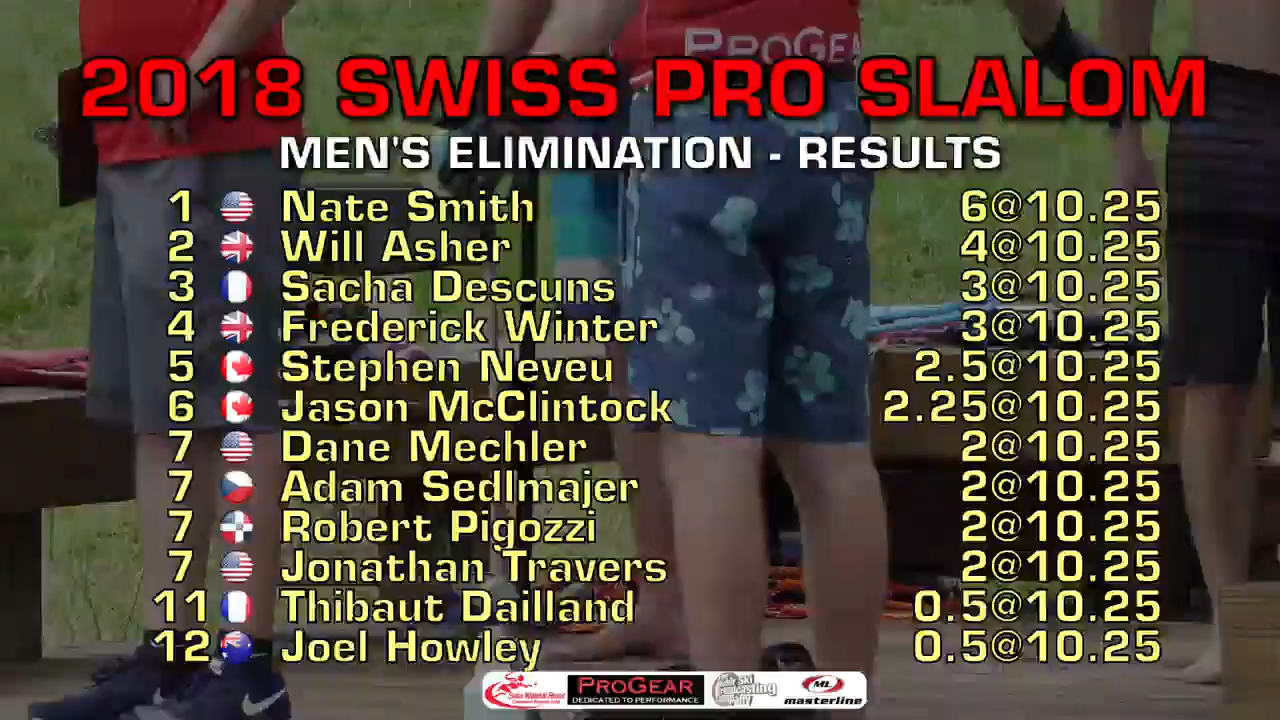 PROGEAR
2018 SWISS PRO SLALOM
MEN'S ELIMINATION - RESULTS
1 Nate Smith 6@10.25
2 Will Asher 4@10.25
3 Sacha Descuns 3@10.25
4 Frederick Winter 3@10.25
5 Stephen Neveu 2.5@10.25
6 Jason McClintock 2.25@10.25
7 Dane Mechler 2@10.25
7 Adam Sedlmajer 2@10.25
7 Robert Pigozzi 2@10.25
7 Jonathan Travers 2@10.25
11 Thibaut Dailland 0.5@10.25
12 Joel Howley 0.5@10.25
PROGEAR
DEDICATED TO PERFORMANCE
ML
masterline